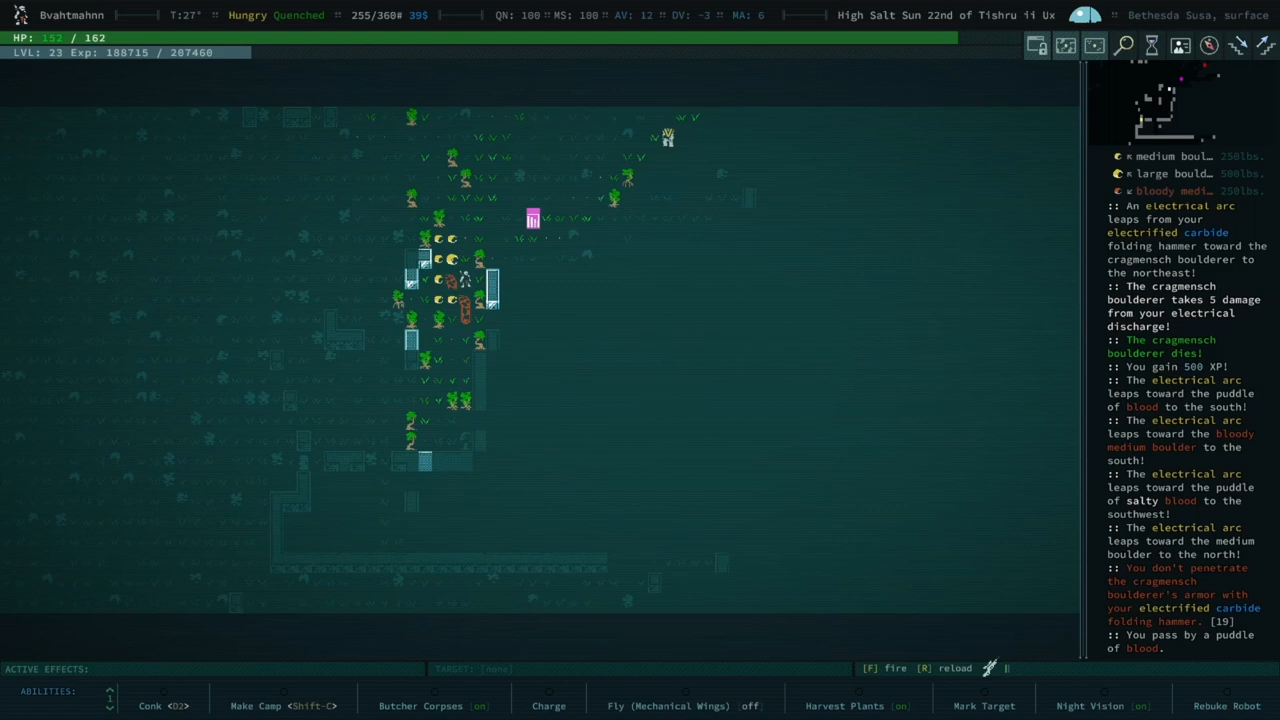 Bvahtmahnn T:27° Hungry Quenched 255/360# 39$ QN: 100 MS: 100 AV: 12 DV: -3 MA: 6 High Salt Sun 22nd of Tishru ii Ux Bethesda Susa, surface
HP: 152 / 162
LVL: 23 Exp: 188715 / 207460
medium boul… 250lbs.
large bould… 500lbs.
bloody medi… 250lbs.
:: An electrical arc
leaps from your
electrified carbide
folding hammer toward the
cragmensch boulderer to
the northeast!
:: The cragmensch
boulderer takes 5 damage
from your electrical
discharge!
:: The cragmensch
boulderer dies!
:: You gain 500 XP!
:: The electrical arc
leaps toward the puddle
of blood to the south!
:: The electrical arc
leaps toward the bloody
medium boulder to the
south!
:: The electrical arc
leaps toward the puddle
of salty blood to the
southwest!
:: The electrical arc
leaps toward the medium
boulder to the north!
:: You don't penetrate
the cragmensch
boulderer's armor with
your electrified carbide
folding hammer. [19]
:: You pass by a puddle
of blood.
ACTIVE EFFECTS: TARGET: [none] [F] fire [R] reload
ABILITIES: 1 Conk <D2> Make Camp <Shift-C> Butcher Corpses [on] Charge Fly (Mechanical Wings) [off] Harvest Plants [on] Mark Target Night Vision [on] Rebuke Robot